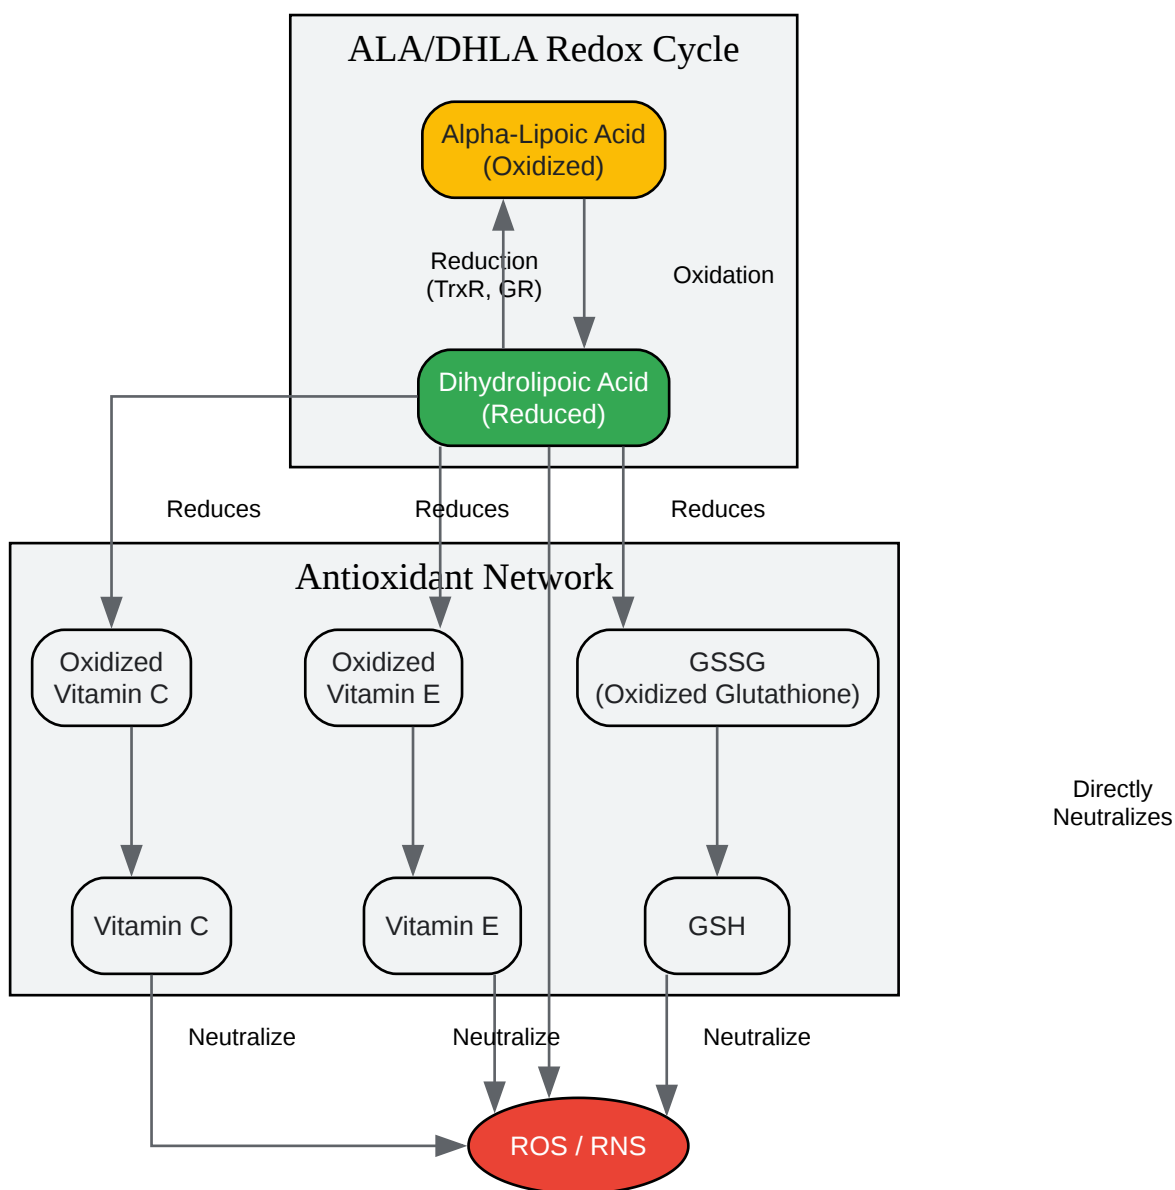 ALA/DHLA Redox Cycle
Alpha-Lipoic Acid
(Oxidized)
Reduction
(TrxR, GR)
Oxidation
Dihydrolipoic Acid
(Reduced)
Reduces
Reduces
Reduces
Antioxidant Network
Oxidized
Vitamin C
Oxidized
Vitamin E
GSSG
(Oxidized Glutathione)
Directly
Neutralizes
Vitamin C
Vitamin E
GSH
Neutralize
Neutralize
Neutralize
ROS / RNS